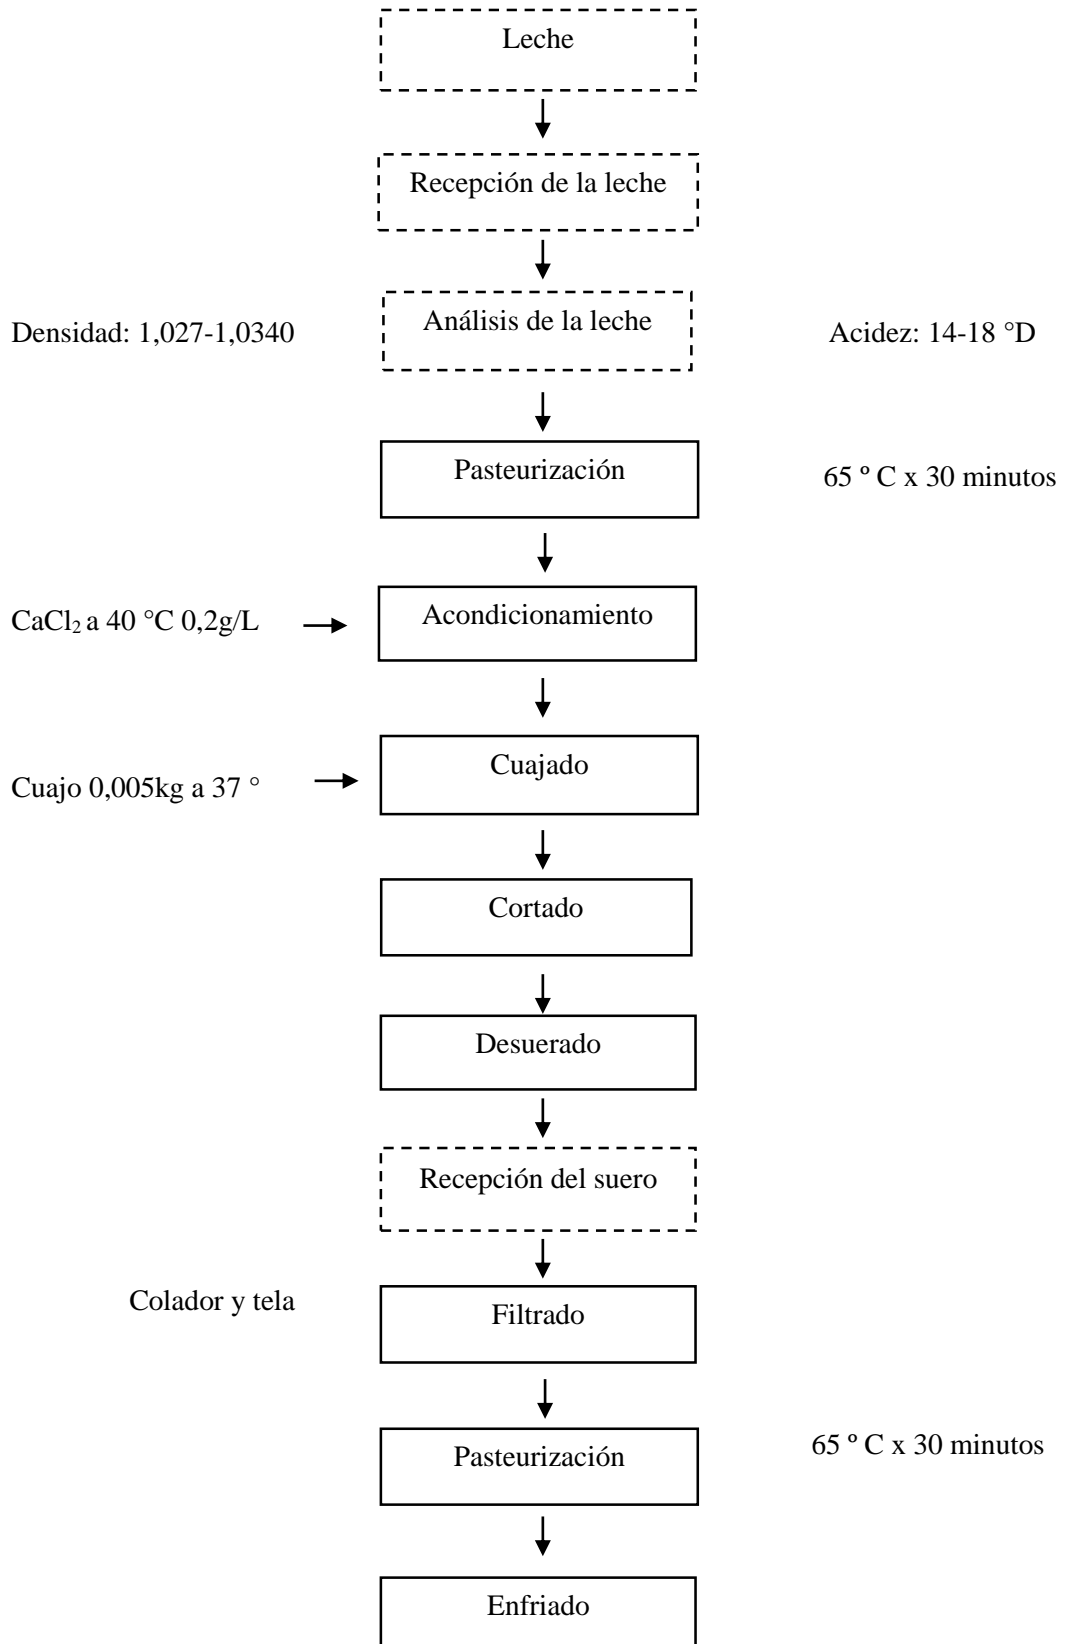 Leche
Recepción de la leche
Densidad: 1,027-1,0340
Análisis de la leche
Acidez: 14-18 °D
Pasteurización
65 º C x 30 minutos
CaCl₂ a 40 °C 0,2g/L
Acondicionamiento
Cuajado
Cuajo 0,005kg a 37 °
Cortado
Desuerado
Recepción del suero
Colador y tela
Filtrado
Pasteurización
65 º C x 30 minutos
Enfriado